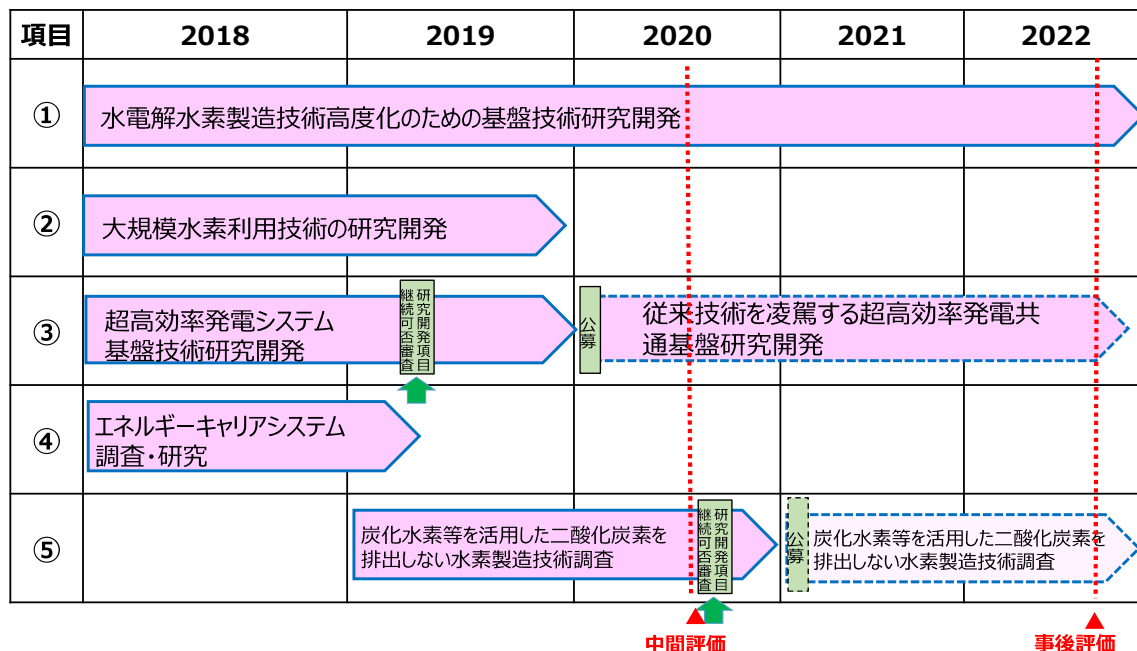 項目 2018 2019 2020 2021 2022
①
水電解水素製造技術高度化のための基盤技術研究開発
②
大規模水素利用技術の研究開発
③
超高効率発電システム
基盤技術研究開発
研究開発項目
継続可否審査
公募
従来技術を凌駕する超高効率発電共
通基盤研究開発
④
エネルギーキャリアシステム
調査・研究
⑤
炭化水素等を活用した二酸化炭素を
排出しない水素製造技術調査
研究開発項目
継続可否審査
公募
炭化水素等を活用した二酸化炭素を
排出しない水素製造技術調査
中間評価
事後評価